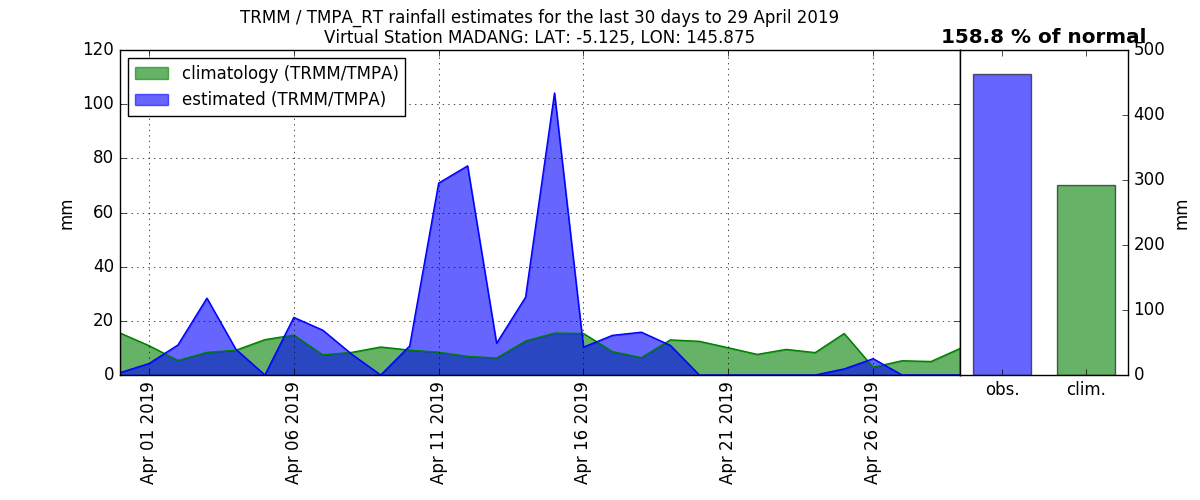 TRMM / TMPA_RT rainfall estimates for the last 30 days to 29 April 2019
Virtual Station MADANG: LAT: -5.125, LON: 145.875
158.8 % of normal
climatology (TRMM/TMPA)
estimated (TRMM/TMPA)
120
100
80
60
40
20
0
mm
Apr 01 2019
Apr 06 2019
Apr 11 2019
Apr 16 2019
Apr 21 2019
Apr 26 2019
500
400
300
200
100
0
mm
obs.
clim.